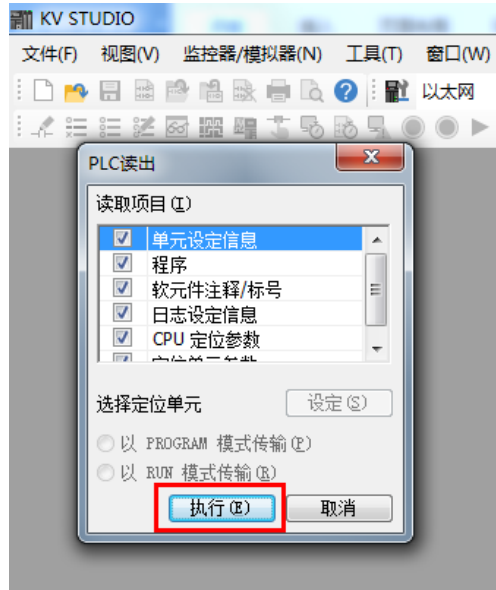 KV STUDIO
文件(F) 视图(V) 监控器/模拟器(N) 工具(T) 窗口(W)
以太网
PLC读出
读取项目(I)
单元设定信息
程序
软元件注释/标号
日志设定信息
CPU 定位参数
选择定位单元 设定(S)
以 PROGRAM 模式传输(P)
以 RUN 模式传输(R)
执行(E) 取消